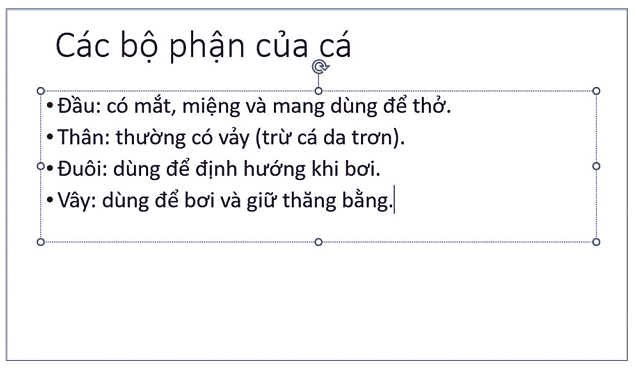 Các bộ phận của cá
• Đầu: có mắt, miệng và mang dùng để thở.
• Thân: thường có vảy (trừ cá da trơn).
• Đuôi: dùng để định hướng khi bơi.
• Vây: dùng để bơi và giữ thăng bằng.